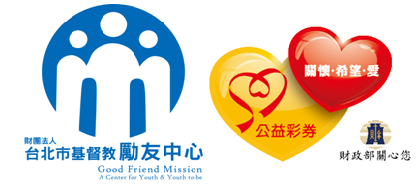 財團法人
台北市基督教勵友中心
Good Friend Mission
A Center for Youth & Youth to be
關懷·希望·愛
公益彩券
財政部關心您